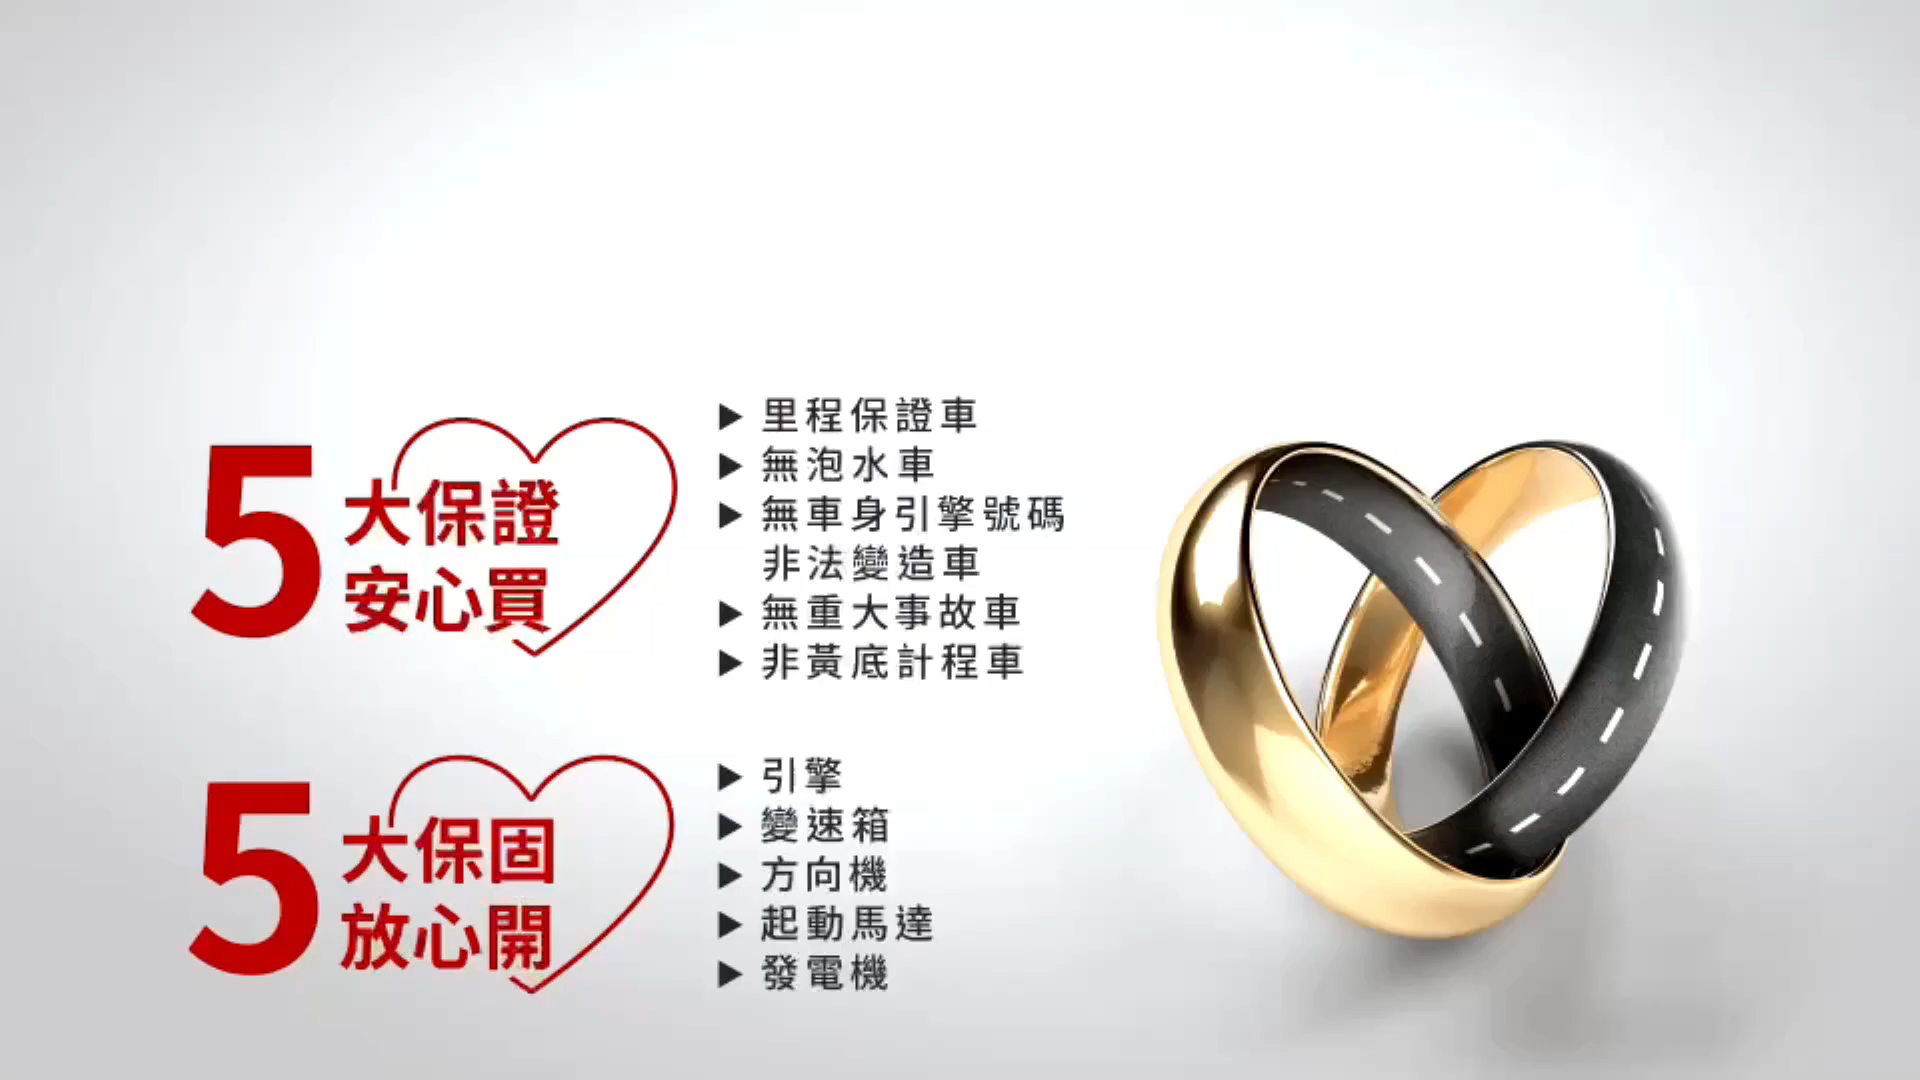 5大保證
安心買
▶ 里程保證車
▶ 無泡水車
▶ 無車身引擎號碼
非法變造車
▶ 無重大事故車
▶ 非黃底計程車
5大保固
放心開
▶ 引擎
▶ 變速箱
▶ 方向機
▶ 起動馬達
▶ 發電機